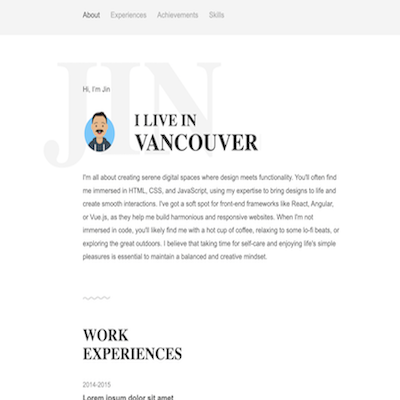 About Experiences Achievements Skills
JIN
Hi, I'm Jin
I LIVE IN
VANCOUVER
I'm all about creating serene digital spaces where design meets functionality. You'll often find
me immersed in HTML, CSS, and JavaScript, using my expertise to bring designs to life and
create smooth interactions. I've got a soft spot for front-end frameworks like React, Angular,
or Vue.js, as they help me build harmonious and responsive websites. When I'm not
immersed in code, you'll likely find me with a hot cup of coffee, relaxing to some lo-fi beats, or
exploring the great outdoors. I believe that taking time for self-care and enjoying life's simple
pleasures is essential to maintain a balanced and creative mindset.
WORK
EXPERIENCES
2014-2015
Lorem ipsum dolor sit amet